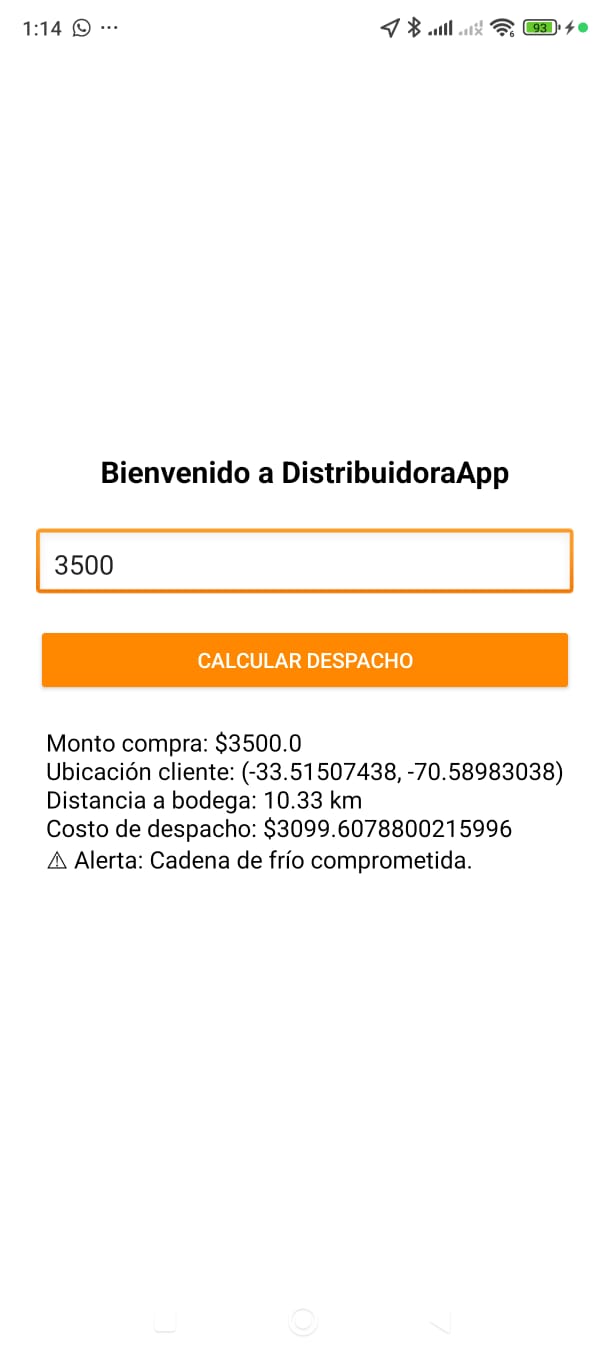 1:14 ...
6
93
Bienvenido a DistribuidoraApp
3500
CALCULAR DESPACHO
Monto compra: $3500.0
Ubicación cliente: (-33.51507438, -70.58983038)
Distancia a bodega: 10.33 km
Costo de despacho: $3099.6078800215996
⚠ Alerta: Cadena de frío comprometida.